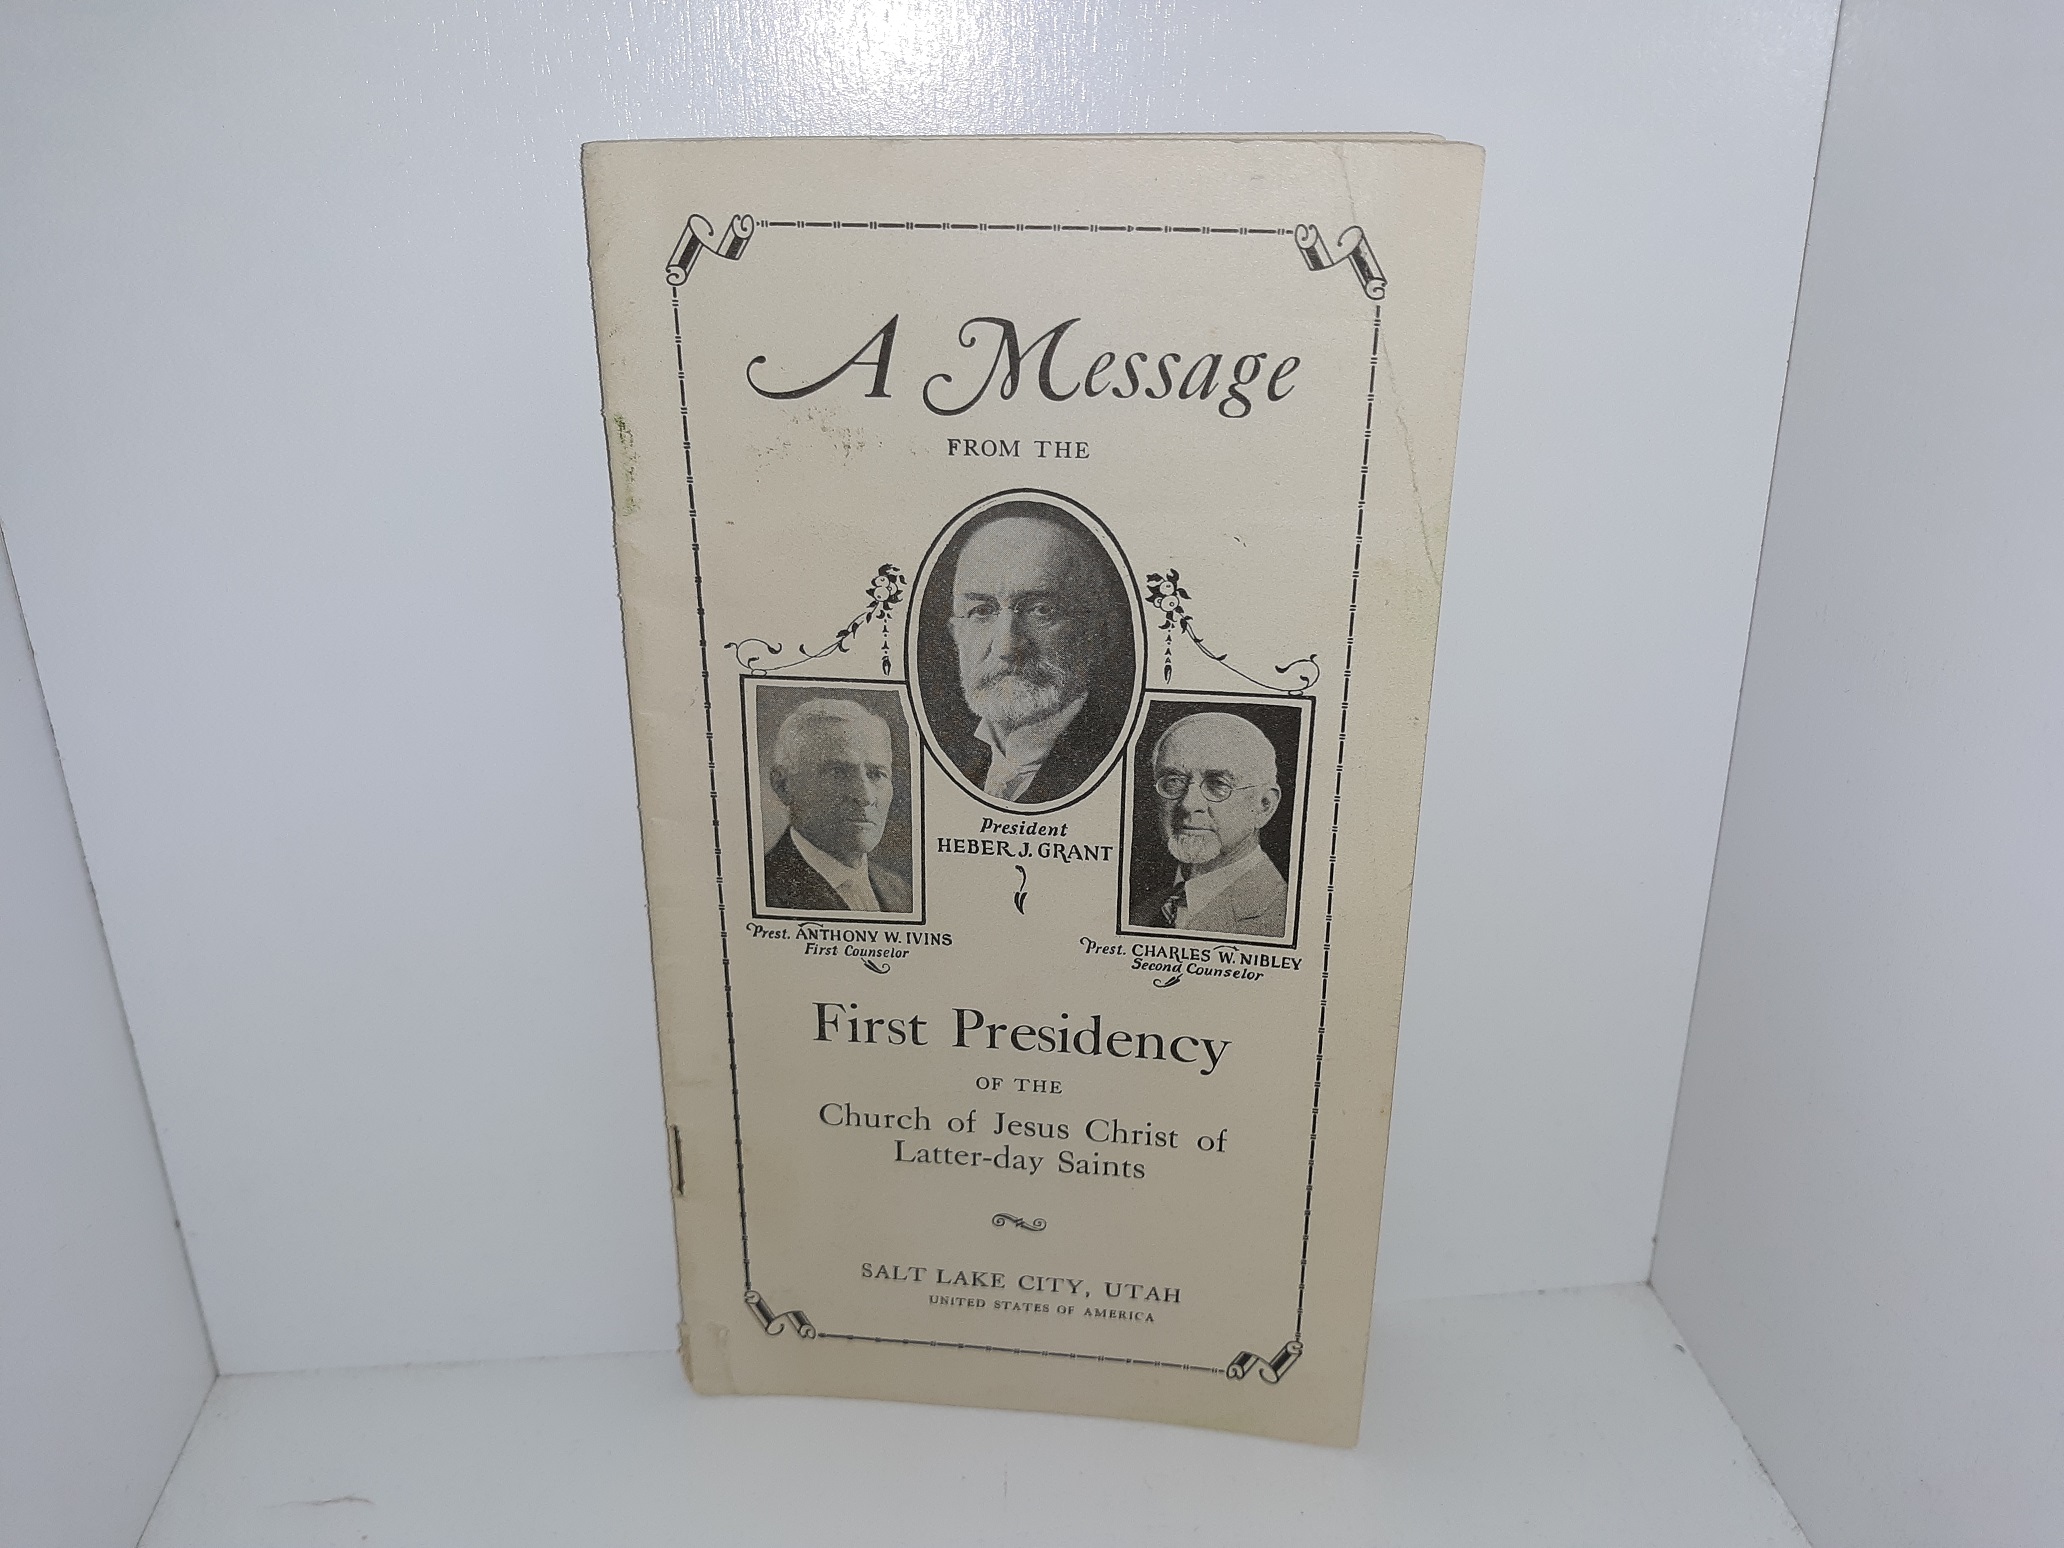 A Message
FROM THE
President
HEBER J. GRANT
Prest. ANTHONY W. IVINS
First Counselor
Prest. CHARLES W. NIBLEY
Second Counselor
First Presidency
OF THE
Church of Jesus Christ of
Latter-day Saints
SALT LAKE CITY, UTAH
UNITED STATES OF AMERICA